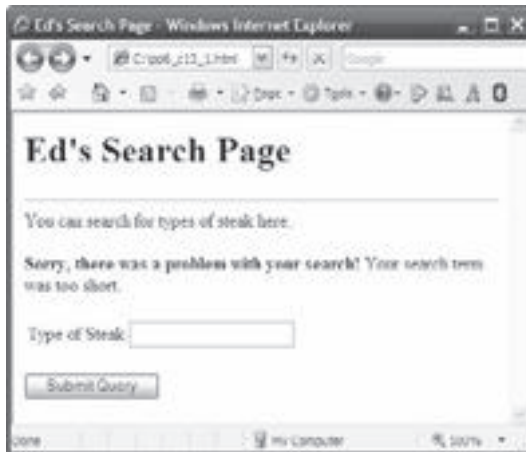 Ed's Search Page - Windows Internet Explorer
Google
Page Tools
Ed's Search Page
You can search for types of steak here.
Sorry, there was a problem with your search! Your search term
was too short.
Type of Steak
Submit Query
Done My Computer 100%